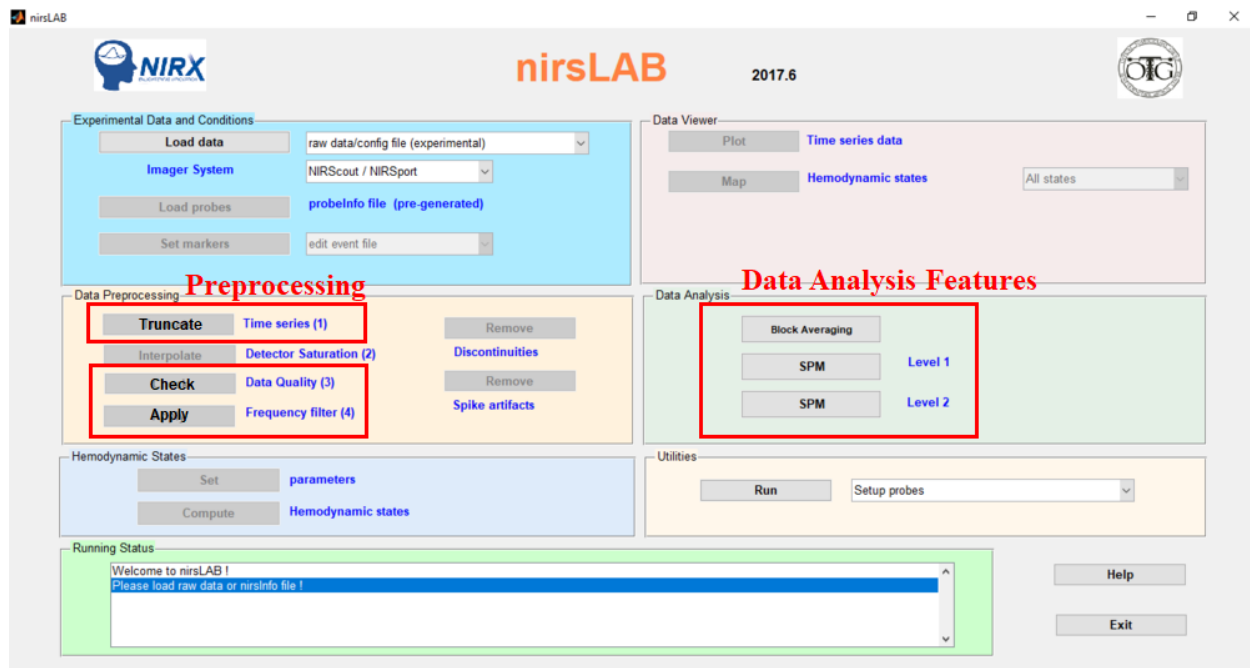 nirsLAB
NIRX
nirsLAB
2017.6
OTG
Experimental Data and Conditions
Load data
raw data/config file (experimental)
Imager System
NIRScout / NIRSport
Load probes
probeInfo file (pre-generated)
Set markers
edit event file
Data Viewer
Plot
Time series data
Map
Hemodynamic states
All states
Preprocessing
Data Preprocessing
Truncate
Time series (1)
Interpolate
Detector Saturation (2)
Check
Data Quality (3)
Apply
Frequency filter (4)
Remove
Discontinuities
Remove
Spike artifacts
Data Analysis Features
Data Analysis
Block Averaging
SPM
Level 1
SPM
Level 2
Hemodynamic States
Set
parameters
Compute
Hemodynamic states
Utilities
Run
Setup probes
Running Status
Welcome to nirsLAB !
Please load raw data or nirsInfo file !
Help
Exit